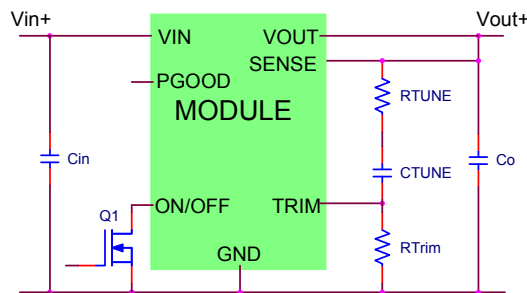 Vin+
Vout+
VIN
VOUT
SENSE
PGOOD
RTUNE
MODULE
Cin
CTUNE
Co
Q1
ON/OFF
TRIM
RTrim
GND